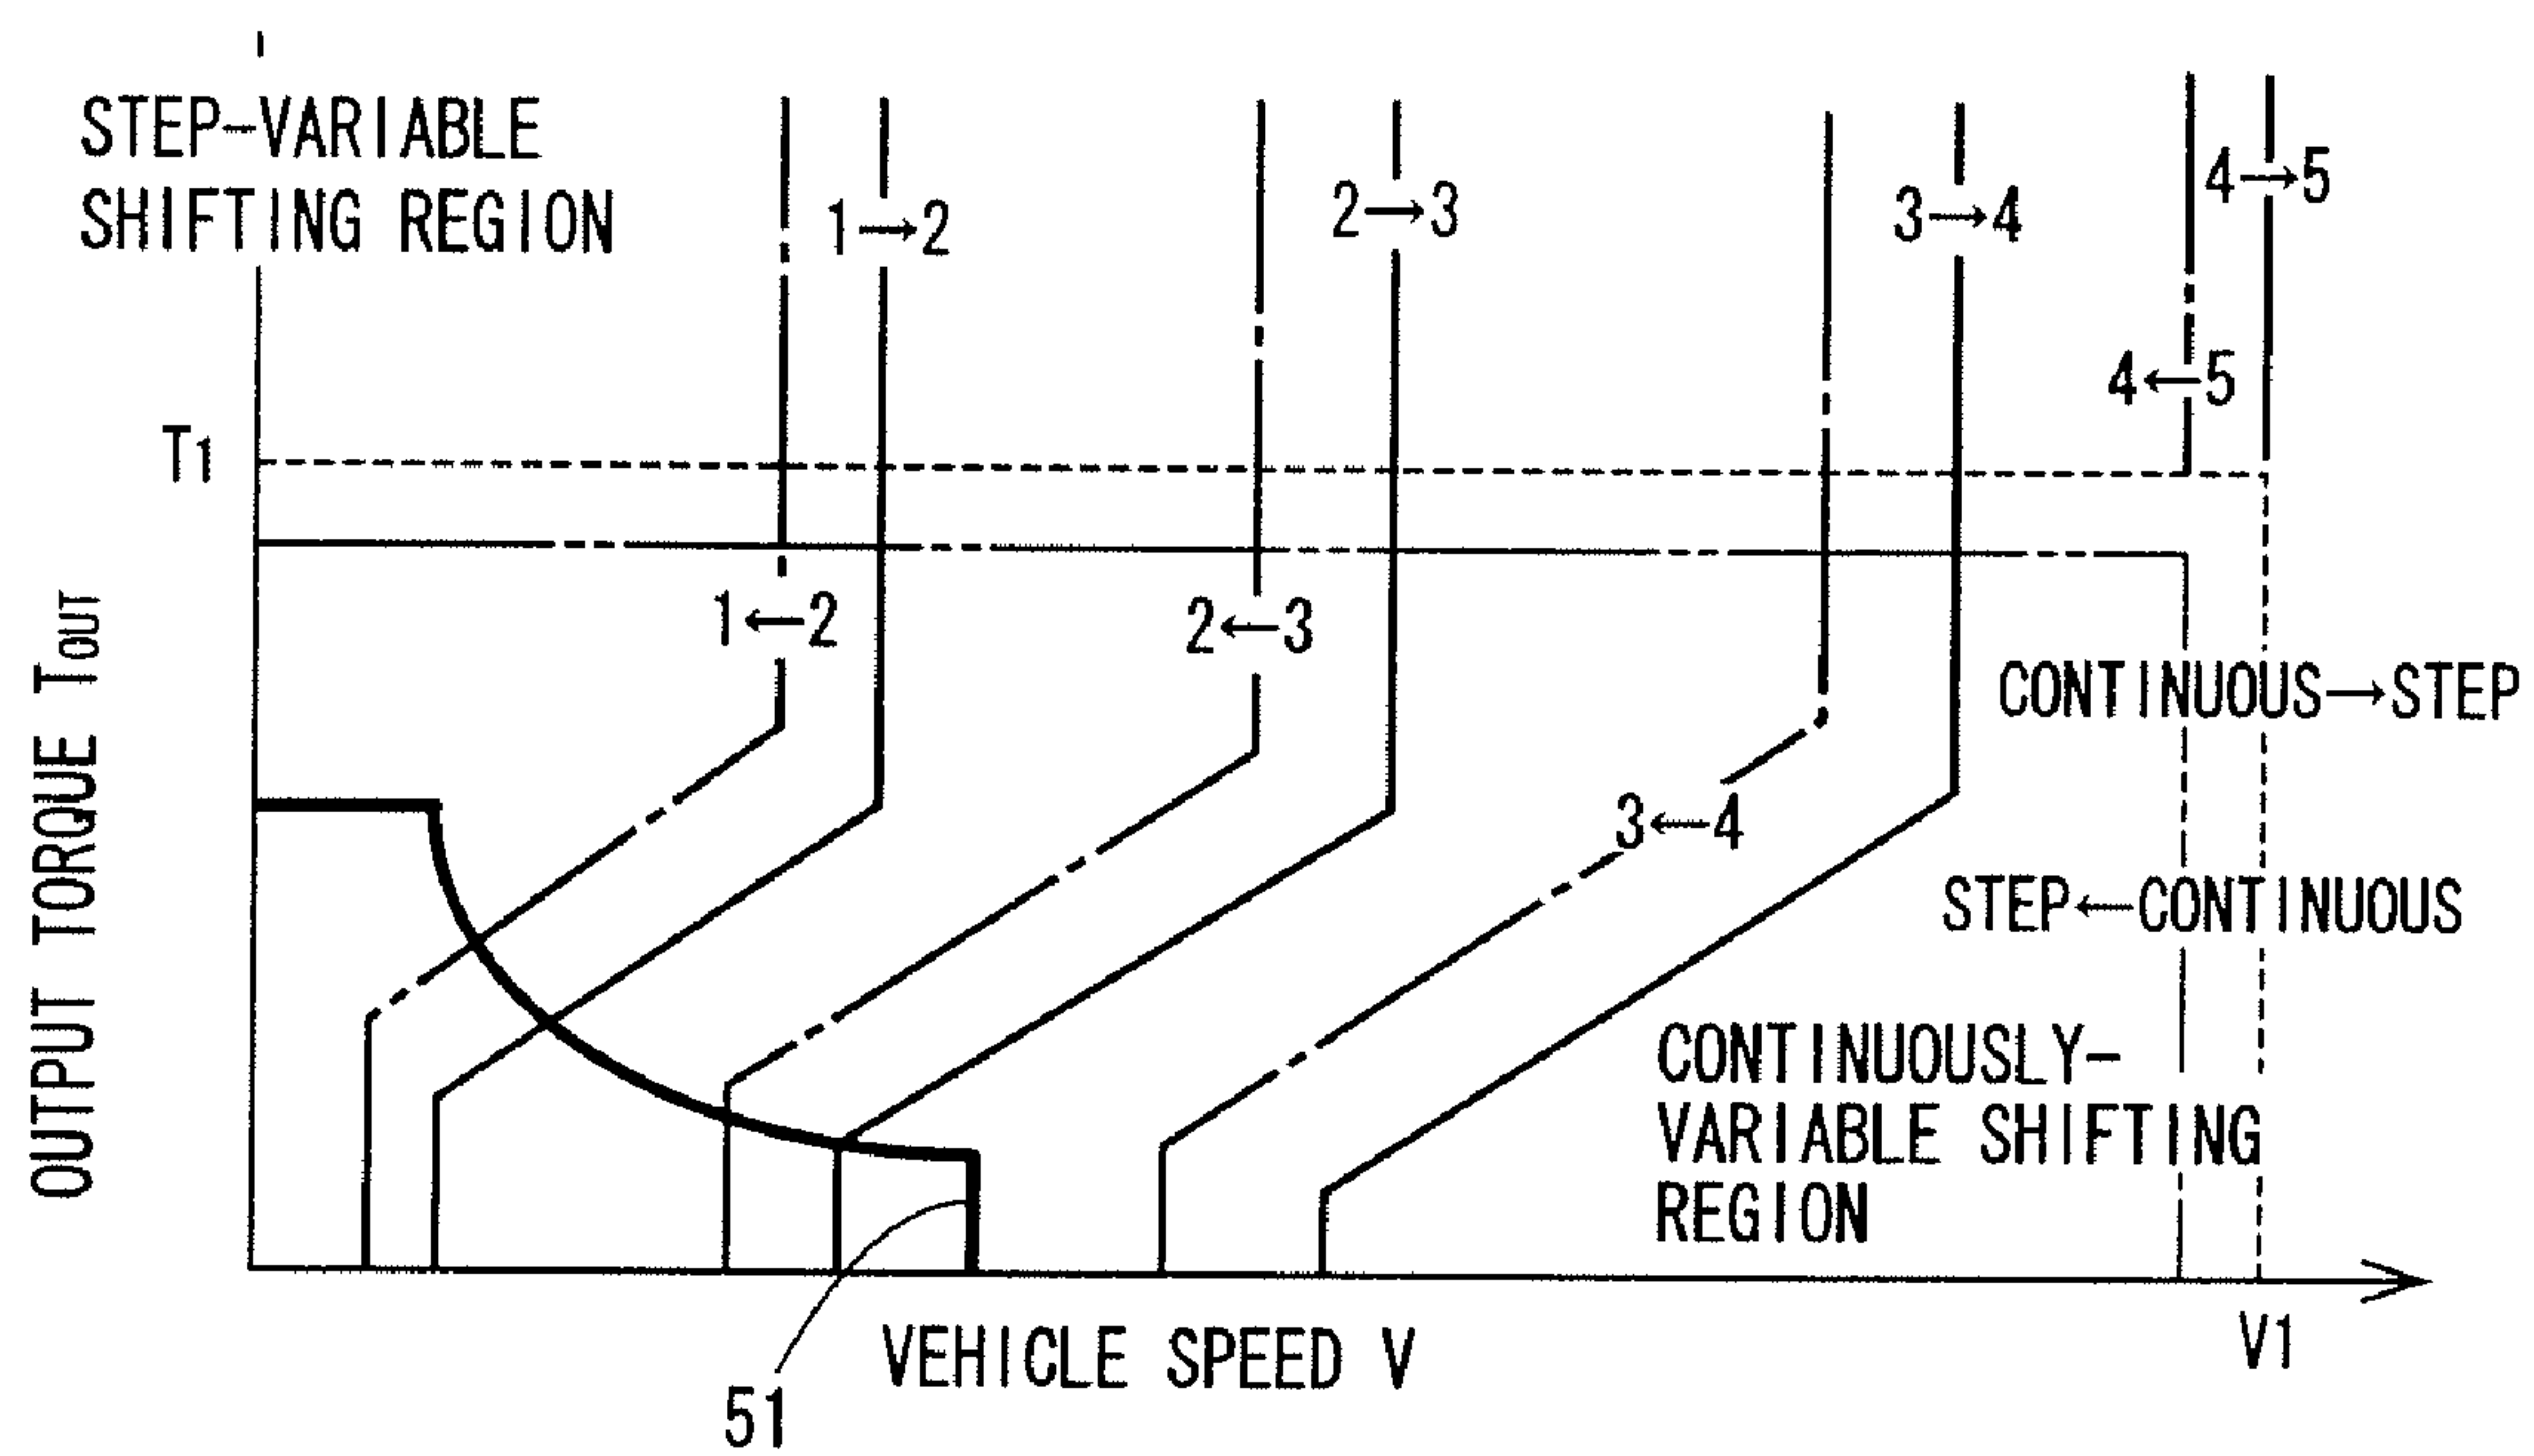 STEP-VARIABLE
SHIFTING REGION
1→2
2→3
3→4
4→5
4←5
T1
1←2
2←3
CONTINUOUS→STEP
3←4
STEP←CONTINUOUS
OUTPUT TORQUE TOUT
CONTINUOUSLY-
VARIABLE SHIFTING
REGION
VEHICLE SPEED V
V1
51